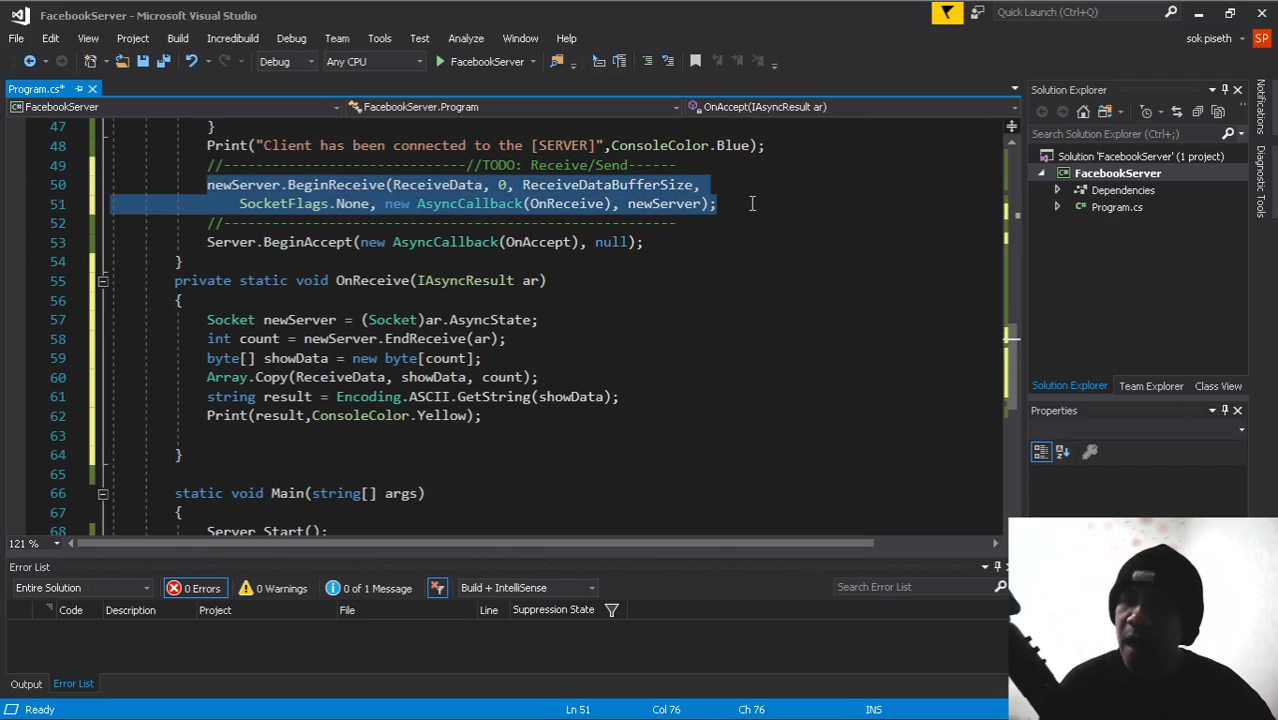 FacebookServer - Microsoft Visual Studio
Quick Launch (Ctrl+Q)
File Edit View Project Build Incredibuild Debug Team Tools Test Analyze Window Help
sok piseth SP
Debug Any CPU FacebookServer
Program.cs*
FacebookServer FacebookServer.Program OnAccept(IAsyncResult ar)
47 }
48 Print("Client has been connected to the [SERVER]",ConsoleColor.Blue);
49 //------------------------------//TODO: Receive/Send------
50 newServer.BeginReceive(ReceiveData, 0, ReceiveDataBufferSize,
51 SocketFlags.None, new AsyncCallback(OnReceive), newServer);
52 //--------------------------------------------------------
53 Server.BeginAccept(new AsyncCallback(OnAccept), null);
54 }
55 private static void OnReceive(IAsyncResult ar)
56 {
57 Socket newServer = (Socket)ar.AsyncState;
58 int count = newServer.EndReceive(ar);
59 byte[] showData = new byte[count];
60 Array.Copy(ReceiveData, showData, count);
61 string result = Encoding.ASCII.GetString(showData);
62 Print(result,ConsoleColor.Yellow);
63
64 }
65
66 static void Main(string[] args)
67 {
68 Server Start();
121 %
Solution Explorer
Search Solution Explorer
Solution 'FacebookServer' (1 project)
FacebookServer
Dependencies
Program.cs
Solution Explorer Team Explorer Class View
Properties
Notifications
Diagnostic Tools
Error List
Entire Solution 0 Errors 0 Warnings 0 of 1 Message Build + IntelliSense Search Error List
Code Description Project File Line Suppression State
Output Error List
Ready Ln 51 Col 76 Ch 76 INS